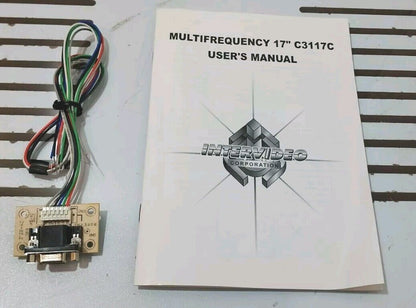 MULTIFREQUENCY 17" C3117C
USER'S MANUAL
INTERVIDEO
CORPORATION